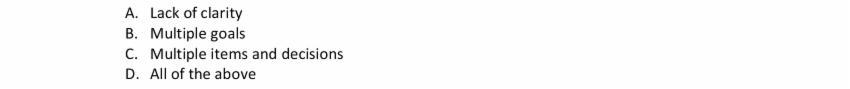 A. Lack of clarity
B. Multiple goals
C. Multiple items and decisions
D. All of the above